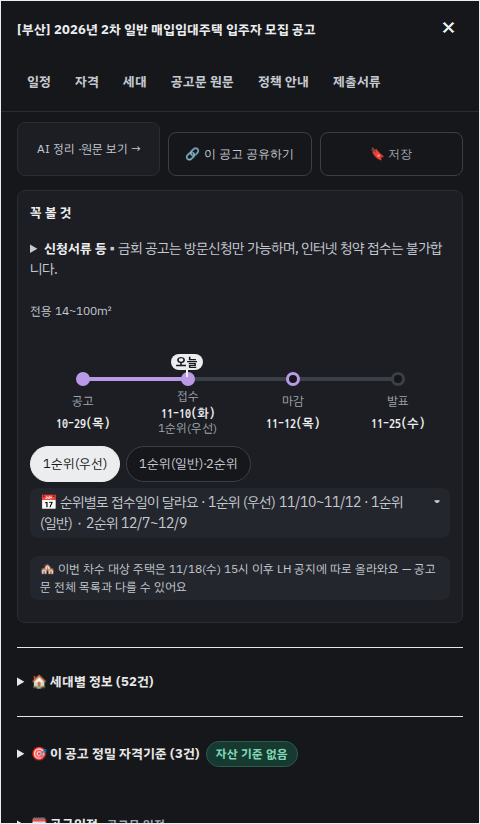 [부산] 2026년 2차 일반 매입임대주택 입주자 모집 공고 ✕
일정 자격 세대 공고문 원문 정책 안내 제출서류
AI 정리 ·원문 보기 →
🔗 이 공고 공유하기
🔖 저장
꼭 볼 것
▶ 신청서류 등 ▪ 금회 공고는 방문신청만 가능하며, 인터넷 청약 접수는 불가합
니다.
전용 14~100㎡
오늘
공고 접수 마감 발표
10-29(목) 11-10(화) 11-12(목) 11-25(수)
1순위(우선)
1순위(우선) 1순위(일반)·2순위
📅 순위별로 접수일이 달라요 · 1순위 (우선) 11/10~11/12 · 1순위
(일반) · 2순위 12/7~12/9
🏘️ 이번 차수 대상 주택은 11/18(수) 15시 이후 LH 공지에 따로 올라와요 — 공고
문 전체 목록과 다를 수 있어요
▶ 🏠 세대별 정보 (52건)
▶ 🎯 이 공고 정밀 자격기준 (3건) 자산 기준 없음